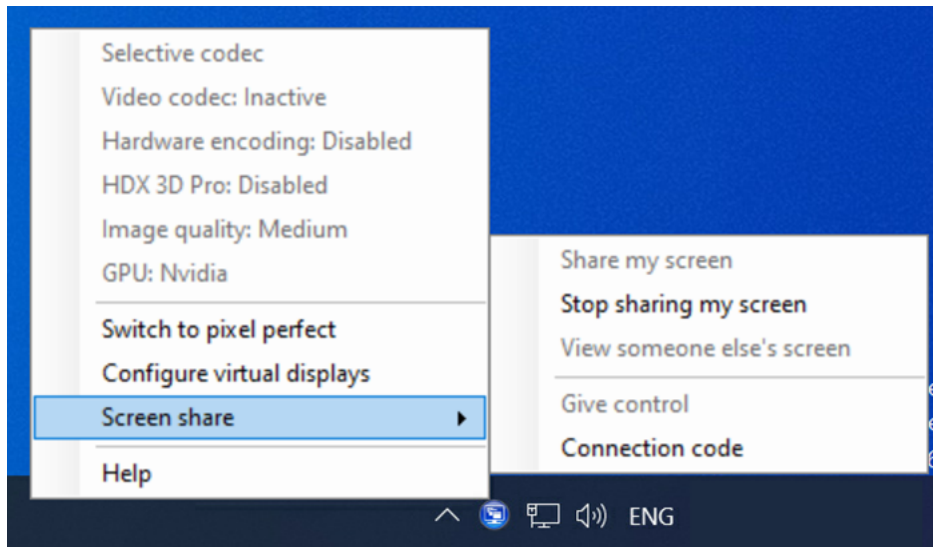 Selective codec
Video codec: Inactive
Hardware encoding: Disabled
HDX 3D Pro: Disabled
Image quality: Medium
GPU: Nvidia
Switch to pixel perfect
Configure virtual displays
Screen share
Help
Share my screen
Stop sharing my screen
View someone else's screen
Give control
Connection code
ENG